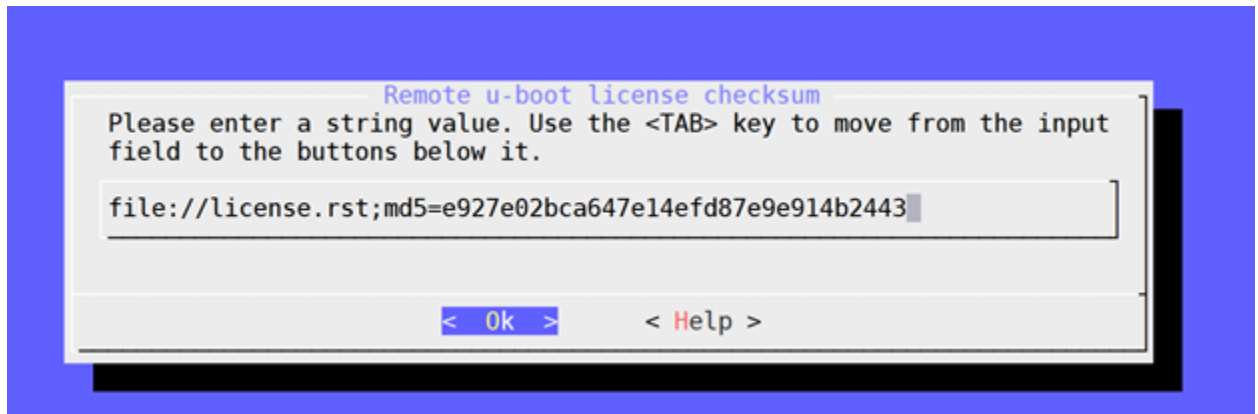 Remote u-boot license checksum
Please enter a string value. Use the <TAB> key to move from the input
field to the buttons below it.
file://license.rst;md5=e927e02bca647e14efd87e9e914b2443
< Ok > < Help >